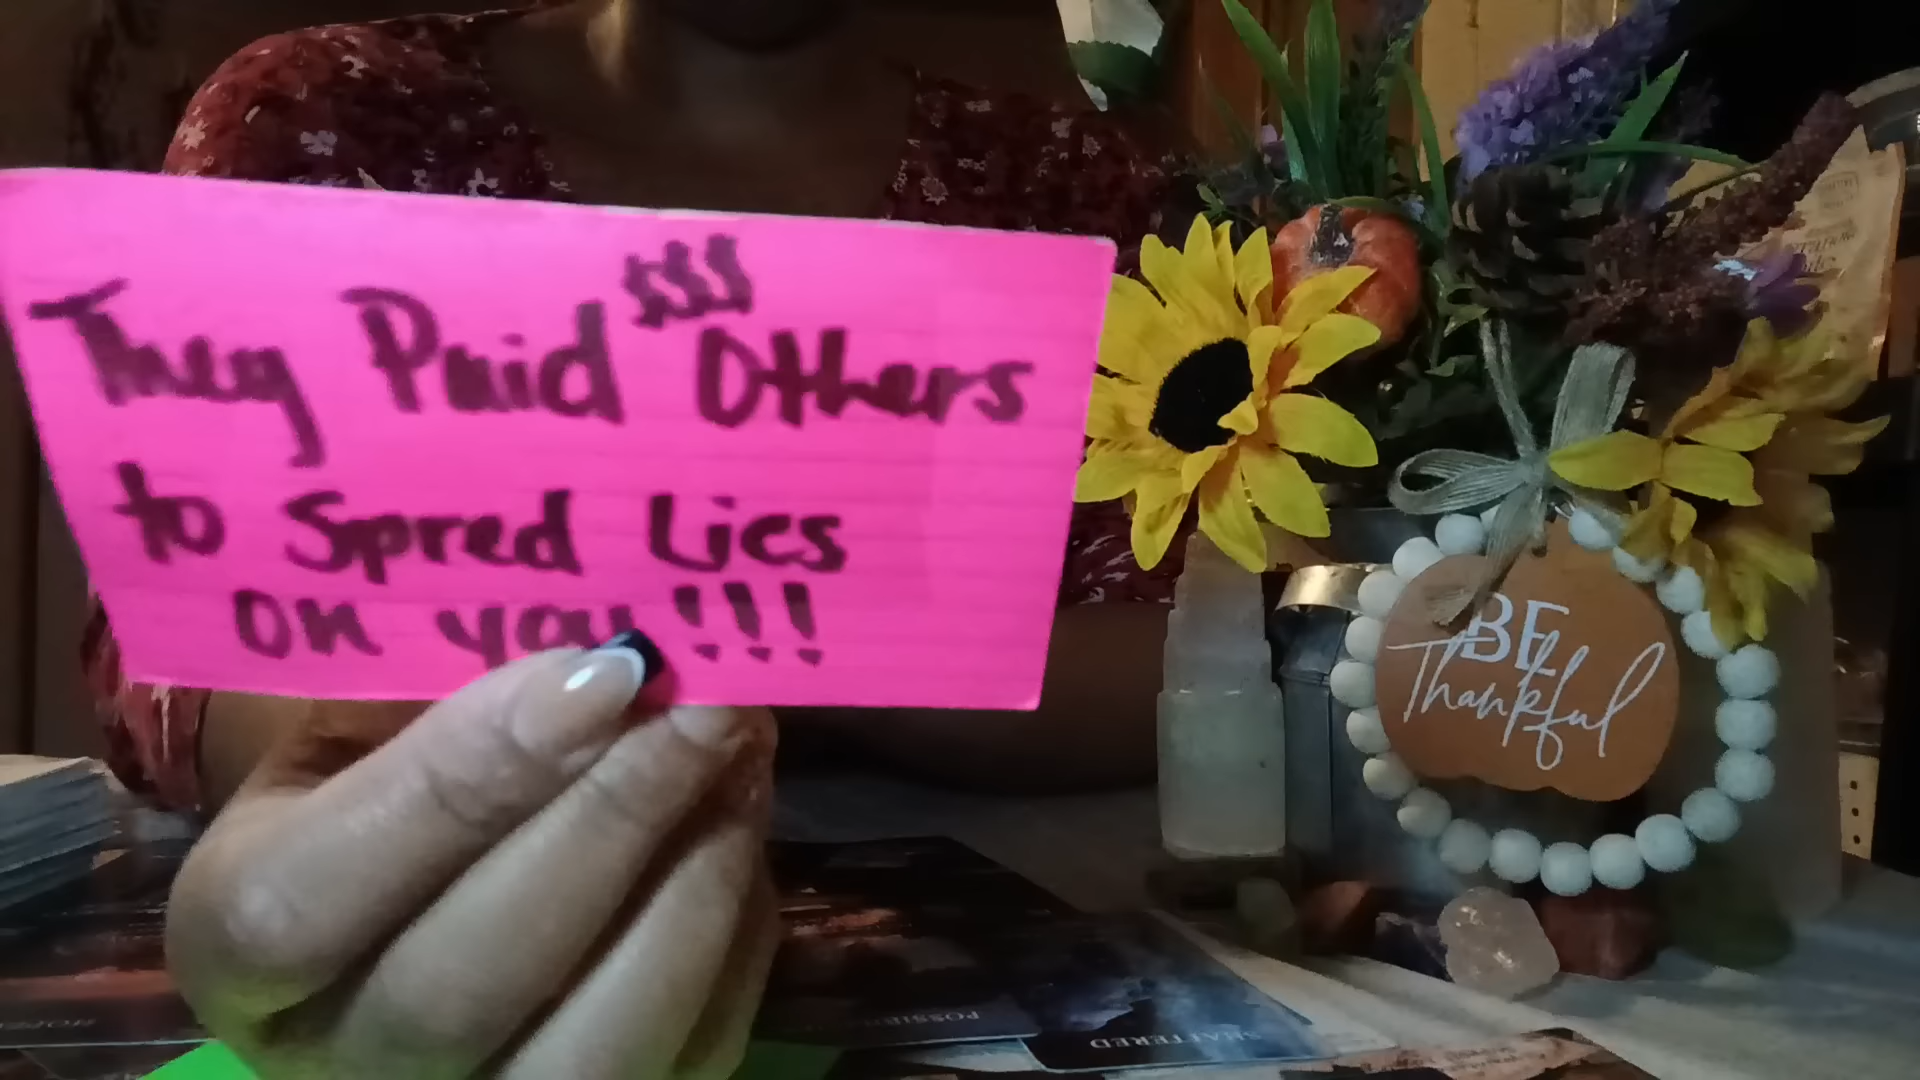 They Paid $$$ Others
to Spred Lies
on you!!!
BE
Thankful
SHATTERED